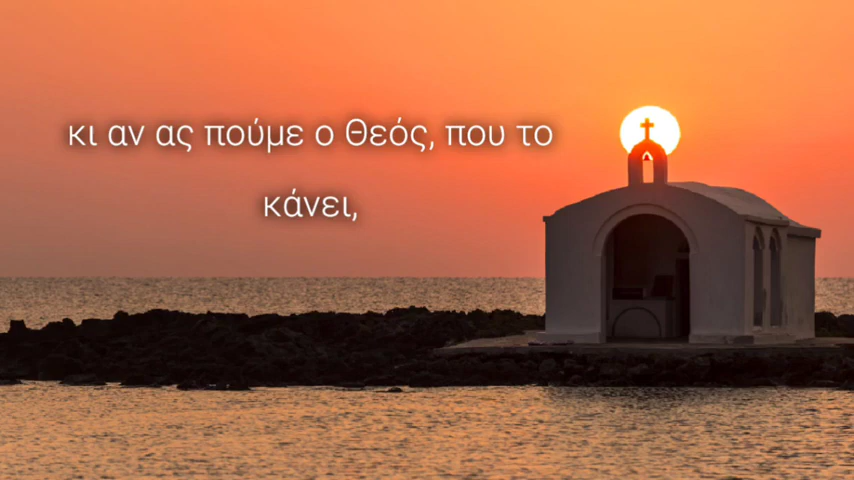 κι αν ας πούμε ο Θεός, που το
κάνει,